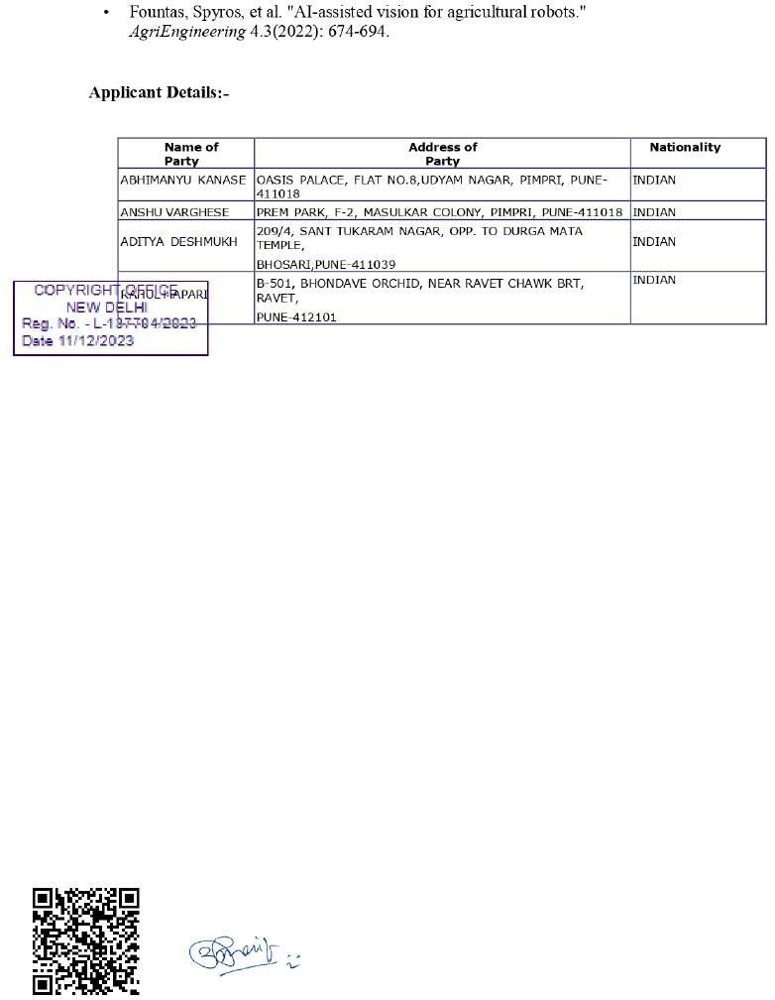 • Fountas, Spyros, et al. "AI-assisted vision for agricultural robots."
AgriEngineering 4.3(2022): 674-694.
Applicant Details:-
Name of Party
Address of Party
Nationality
ABHIMANYU KANASE
OASIS PALACE, FLAT NO.8,UDYAM NAGAR, PIMPRI, PUNE-
411018
INDIAN
ANSHU VARGHESE
PREM PARK, F-2, MASULKAR COLONY, PIMPRI, PUNE-411018
INDIAN
ADITYA DESHMUKH
209/4, SANT TUKARAM NAGAR, OPP. TO DURGA MATA
TEMPLE,
BHOSARI,PUNE-411039
INDIAN
B-501, BHONDAVE ORCHID, NEAR RAVET CHAWK BRT,
RAVET,
PUNE-412101
INDIAN
COPYRIGHT OFFICE
NEW DELHI
Reg. No. - L-137704/2023
Date 11/12/2023